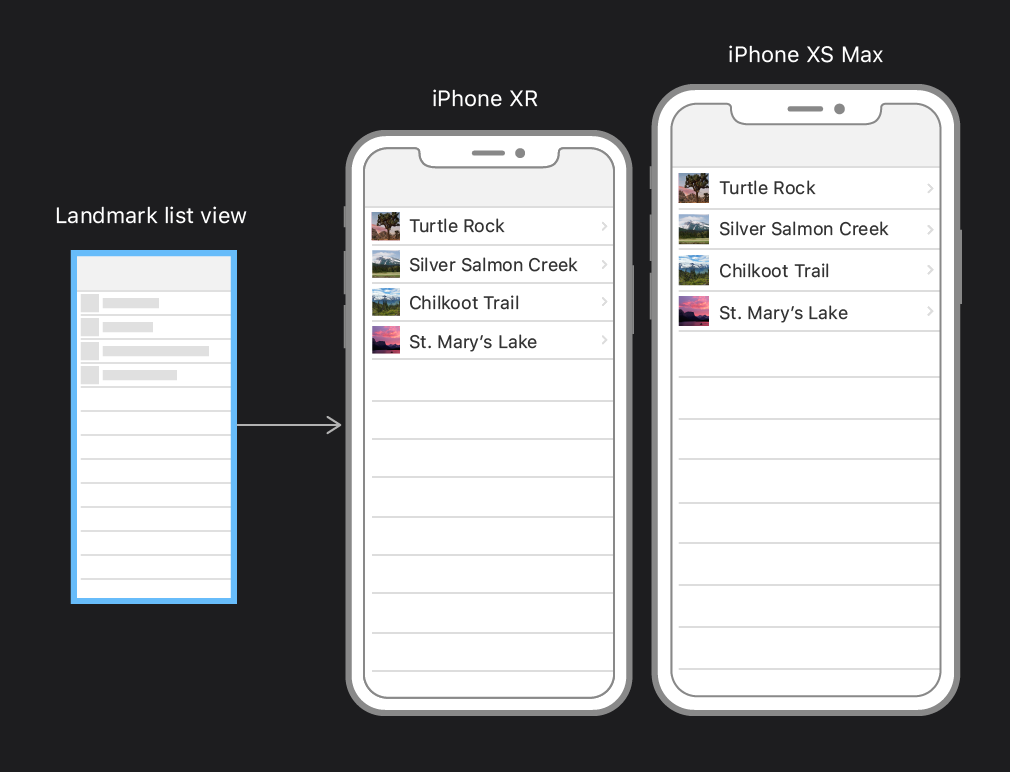 Landmark list view
iPhone XR
Turtle Rock
Silver Salmon Creek
Chilkoot Trail
St. Mary’s Lake
iPhone XS Max
Turtle Rock
Silver Salmon Creek
Chilkoot Trail
St. Mary’s Lake